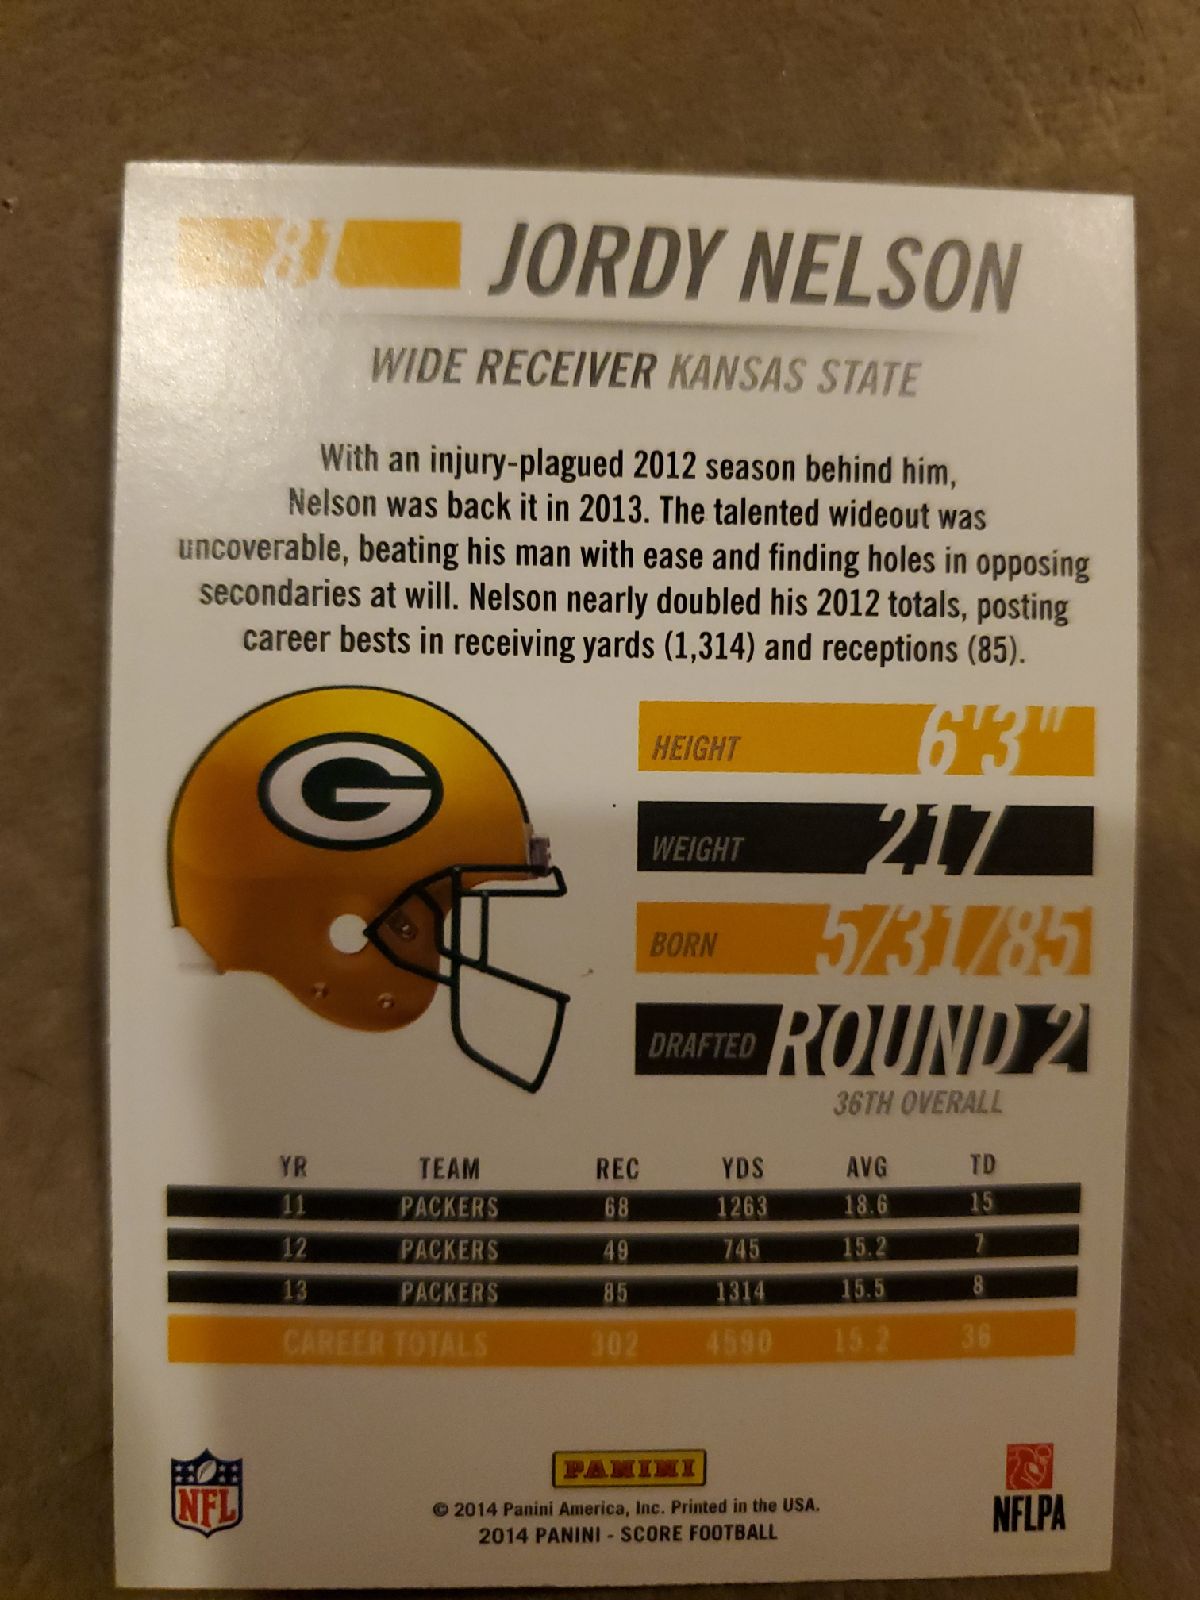 81 JORDY NELSON
WIDE RECEIVER KANSAS STATE
With an injury-plagued 2012 season behind him,
Nelson was back it in 2013. The talented wideout was
uncoverable, beating his man with ease and finding holes in opposing
secondaries at will. Nelson nearly doubled his 2012 totals, posting
career bests in receiving yards (1,314) and receptions (85).
G
HEIGHT 6'3"
WEIGHT 217
BORN 5/31/85
DRAFTED ROUND 2
36TH OVERALL
YR TEAM REC YDS AVG TD
11 PACKERS 68 1263 18.6 15
12 PACKERS 49 745 15.2 7
13 PACKERS 85 1314 15.5 8
CAREER TOTALS 302 4590 15.2 36
NFL
PANINI
© 2014 Panini America, Inc. Printed in the USA.
2014 PANINI - SCORE FOOTBALL
NFLPA